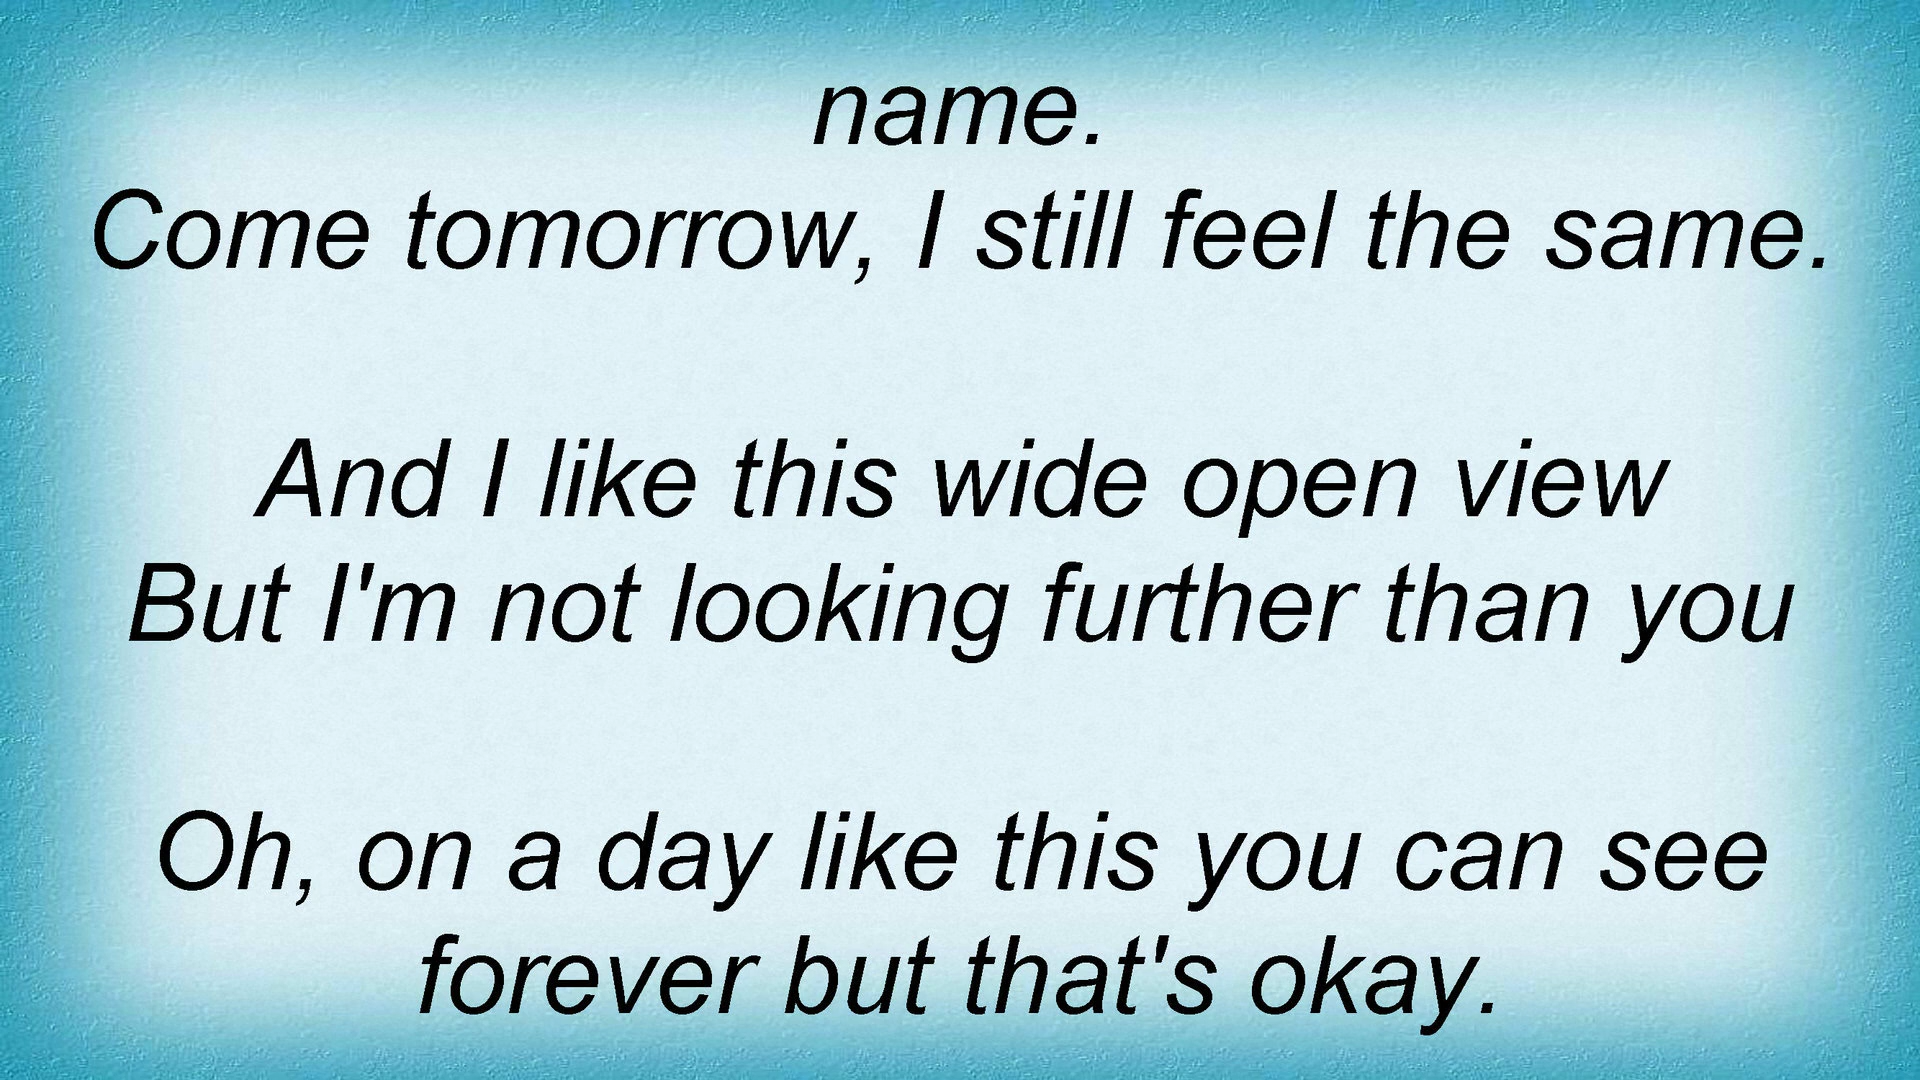 name.
Come tomorrow, I still feel the same.
And I like this wide open view
But I'm not looking further than you
Oh, on a day like this you can see
forever but that's okay.